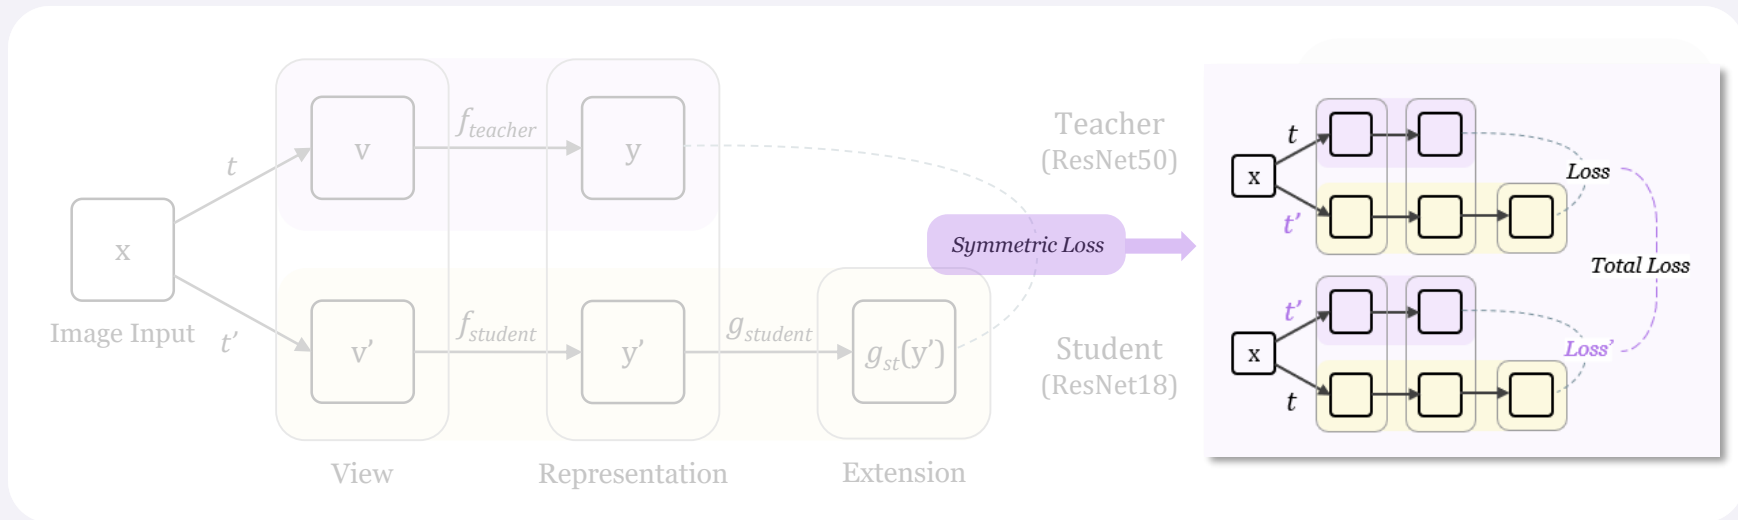 x
Image Input
t
t'
v
f_teacher
y
v'
f_student
y'
g_student
g_st(y')
View
Representation
Extension
Teacher
(ResNet50)
Symmetric Loss
Student
(ResNet18)
x
t
t'
Loss
Total Loss
x
t'
t
Loss'